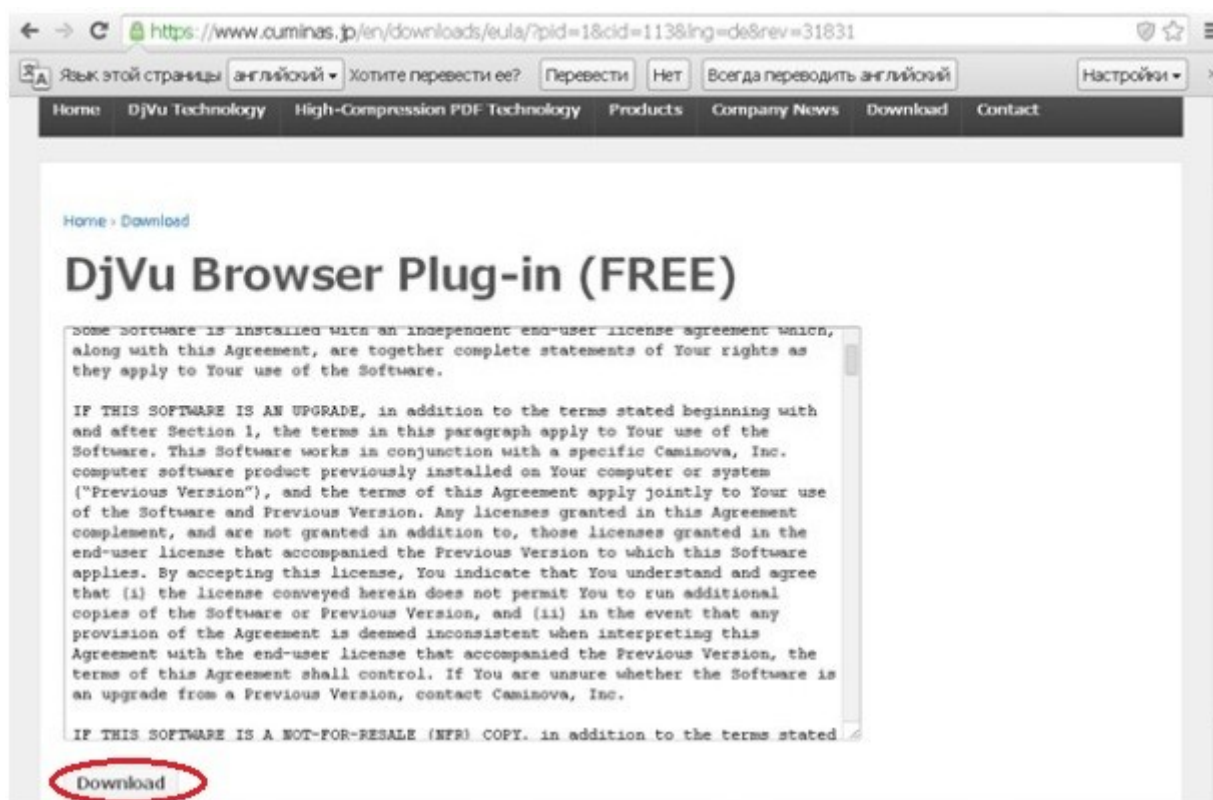 https://www.cuminas.jp/en/downloads/eula/?pid=1&cid=113&lng=de&rev=31831
Язык этой страницы английский Хотите перевести ее? Перевести Нет Всегда переводить английский Настройки
Home DjVu Technology High-Compression PDF Technology Products Company News Download Contact
Home › Download
DjVu Browser Plug-in (FREE)
Some Software is installed with an independent end-user license agreement which,
along with this Agreement, are together complete statements of Your rights as
they apply to Your use of the Software.
IF THIS SOFTWARE IS AN UPGRADE, in addition to the terms stated beginning with
and after Section 1, the terms in this paragraph apply to Your use of the
Software. This Software works in conjunction with a specific Caminova, Inc.
computer software product previously installed on Your computer or system
("Previous Version"), and the terms of this Agreement apply jointly to Your use
of the Software and Previous Version. Any licenses granted in this Agreement
complement, and are not granted in addition to, those licenses granted in the
end-user license that accompanied the Previous Version to which this Software
applies. By accepting this license, You indicate that You understand and agree
that (i) the license conveyed herein does not permit You to run additional
copies of the Software or Previous Version, and (ii) in the event that any
provision of the Agreement is deemed inconsistent when interpreting this
Agreement with the end-user license that accompanied the Previous Version, the
terms of this Agreement shall control. If You are unsure whether the Software is
an upgrade from a Previous Version, contact Caminova, Inc.
IF THIS SOFTWARE IS A NOT-FOR-RESALE (NFR) COPY, in addition to the terms stated
Download